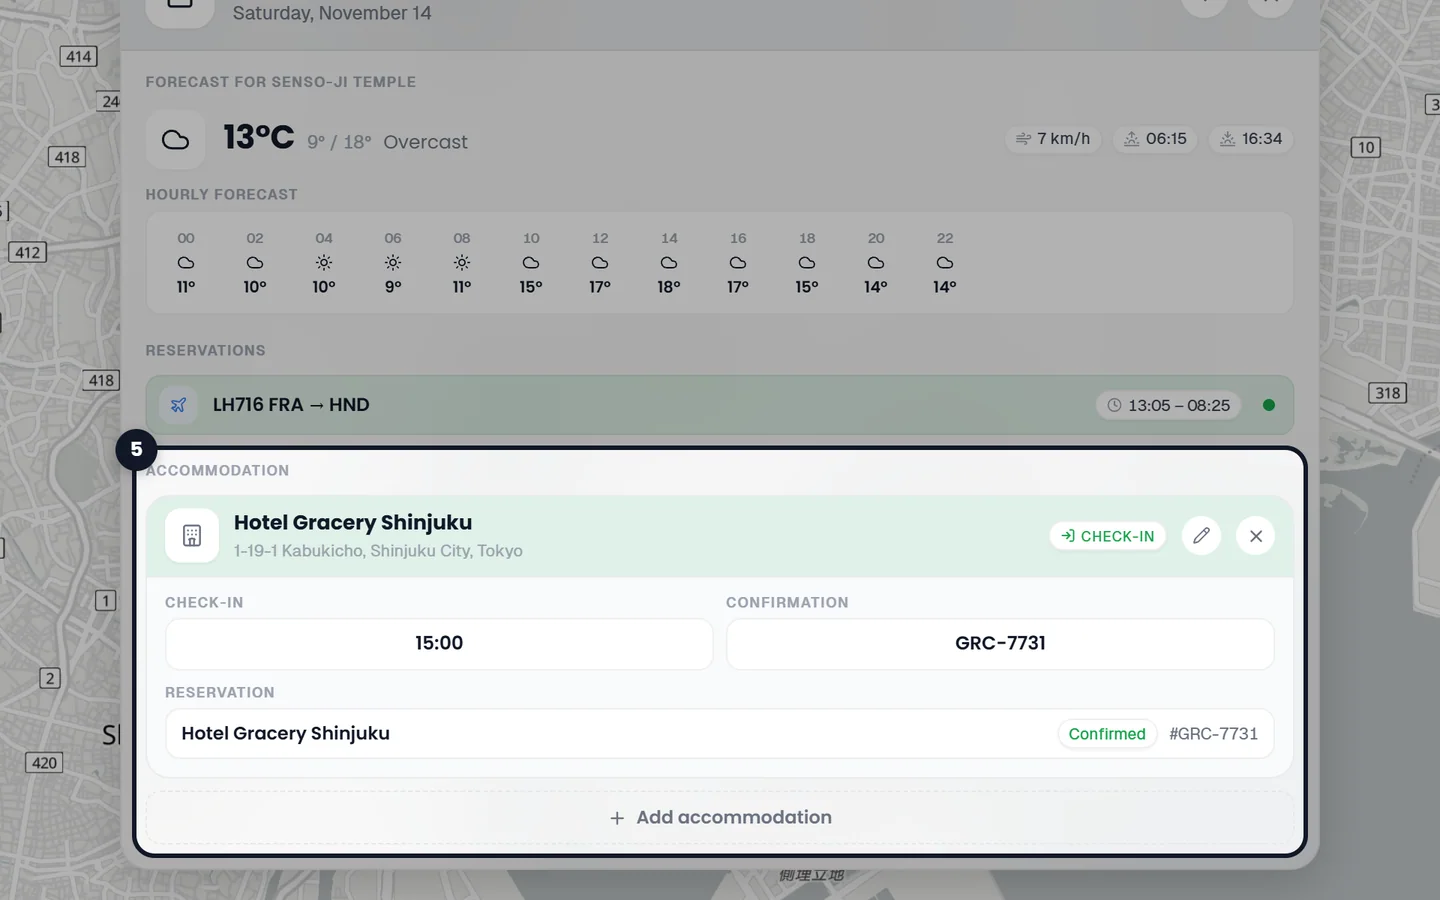 Saturday, November 14
FORECAST FOR SENSO-JI TEMPLE
13°C 9° / 18° Overcast
7 km/h 06:15 16:34
HOURLY FORECAST
00 02 04 06 08 10 12 14 16 18 20 22
11° 10° 10° 9° 11° 15° 17° 18° 17° 15° 14° 14°
RESERVATIONS
LH716 FRA → HND 13:05 – 08:25
5
ACCOMMODATION
Hotel Gracery Shinjuku
1-19-1 Kabukicho, Shinjuku City, Tokyo
CHECK-IN
CHECK-IN CONFIRMATION
15:00 GRC-7731
RESERVATION
Hotel Gracery Shinjuku Confirmed #GRC-7731
+ Add accommodation
414
418
412
418
1
2
420
10
318
側埋立地